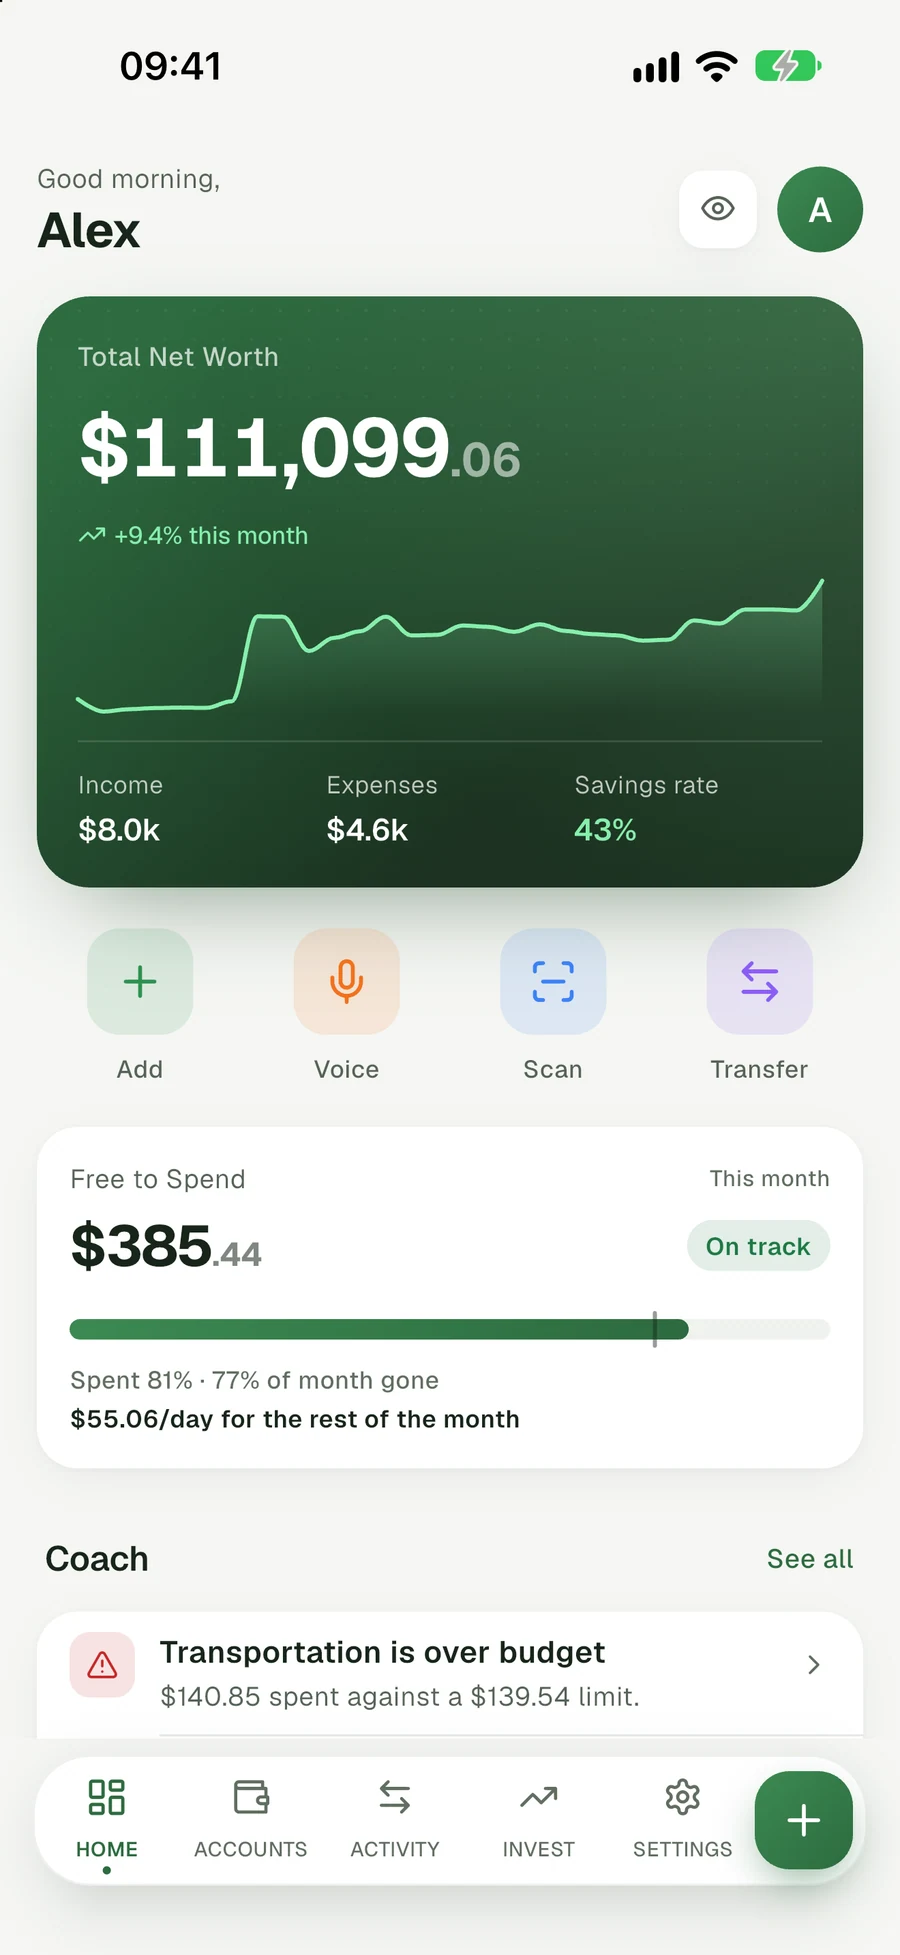 09:41
Good morning,
Alex
A
Total Net Worth
$111,099.06
+9.4% this month
Income
Expenses
Savings rate
$8.0k
$4.6k
43%
Add
Voice
Scan
Transfer
Free to Spend
This month
$385.44
On track
Spent 81% · 77% of month gone
$55.06/day for the rest of the month
Coach
See all
Transportation is over budget
$140.85 spent against a $139.54 limit.
HOME
ACCOUNTS
ACTIVITY
INVEST
SETTINGS